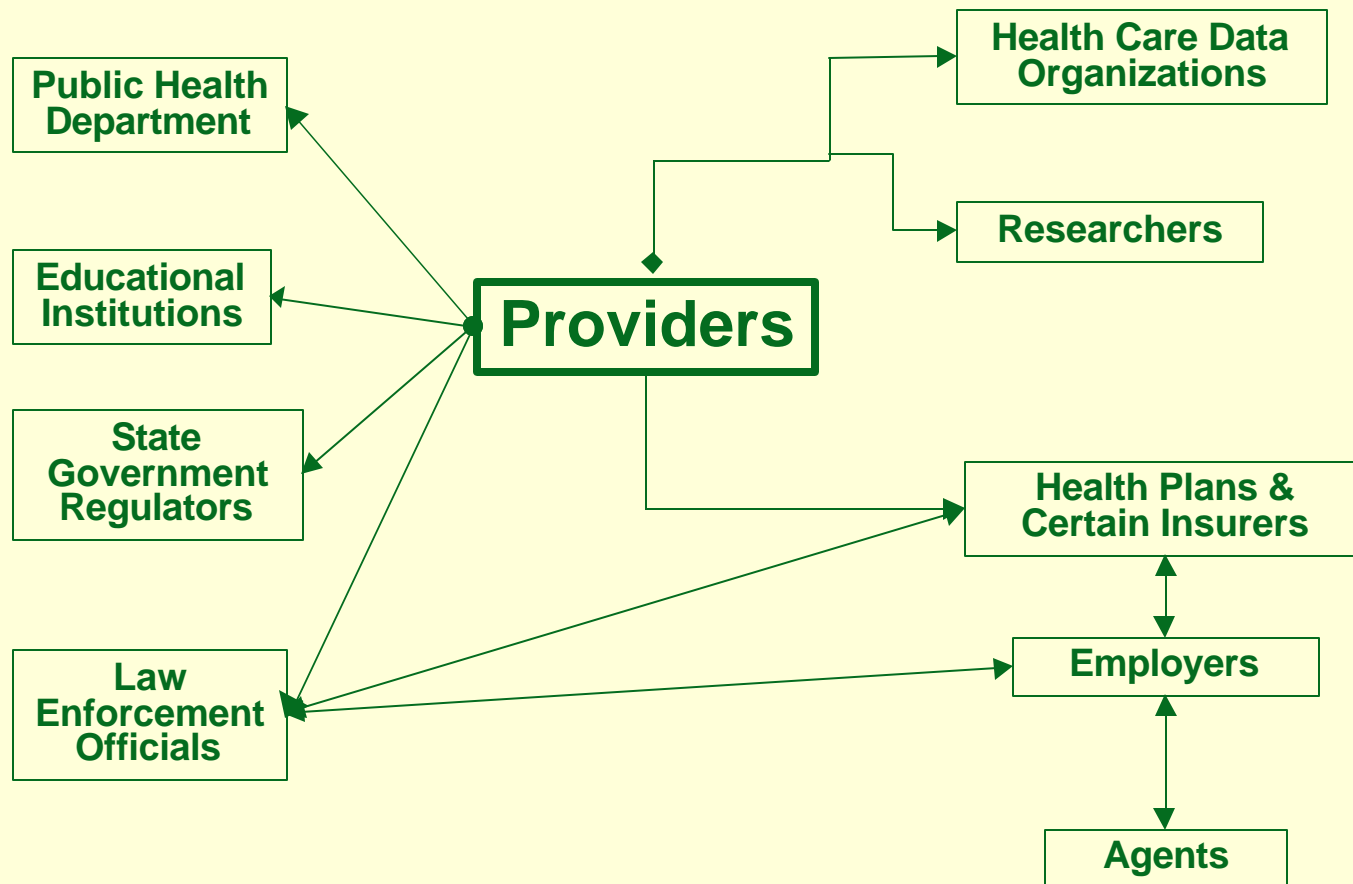 Health Care Data
Organizations
Public Health
Department
Researchers
Educational
Institutions
Providers
State
Government
Regulators
Health Plans &
Certain Insurers
Law
Enforcement
Officials
Employers
Agents